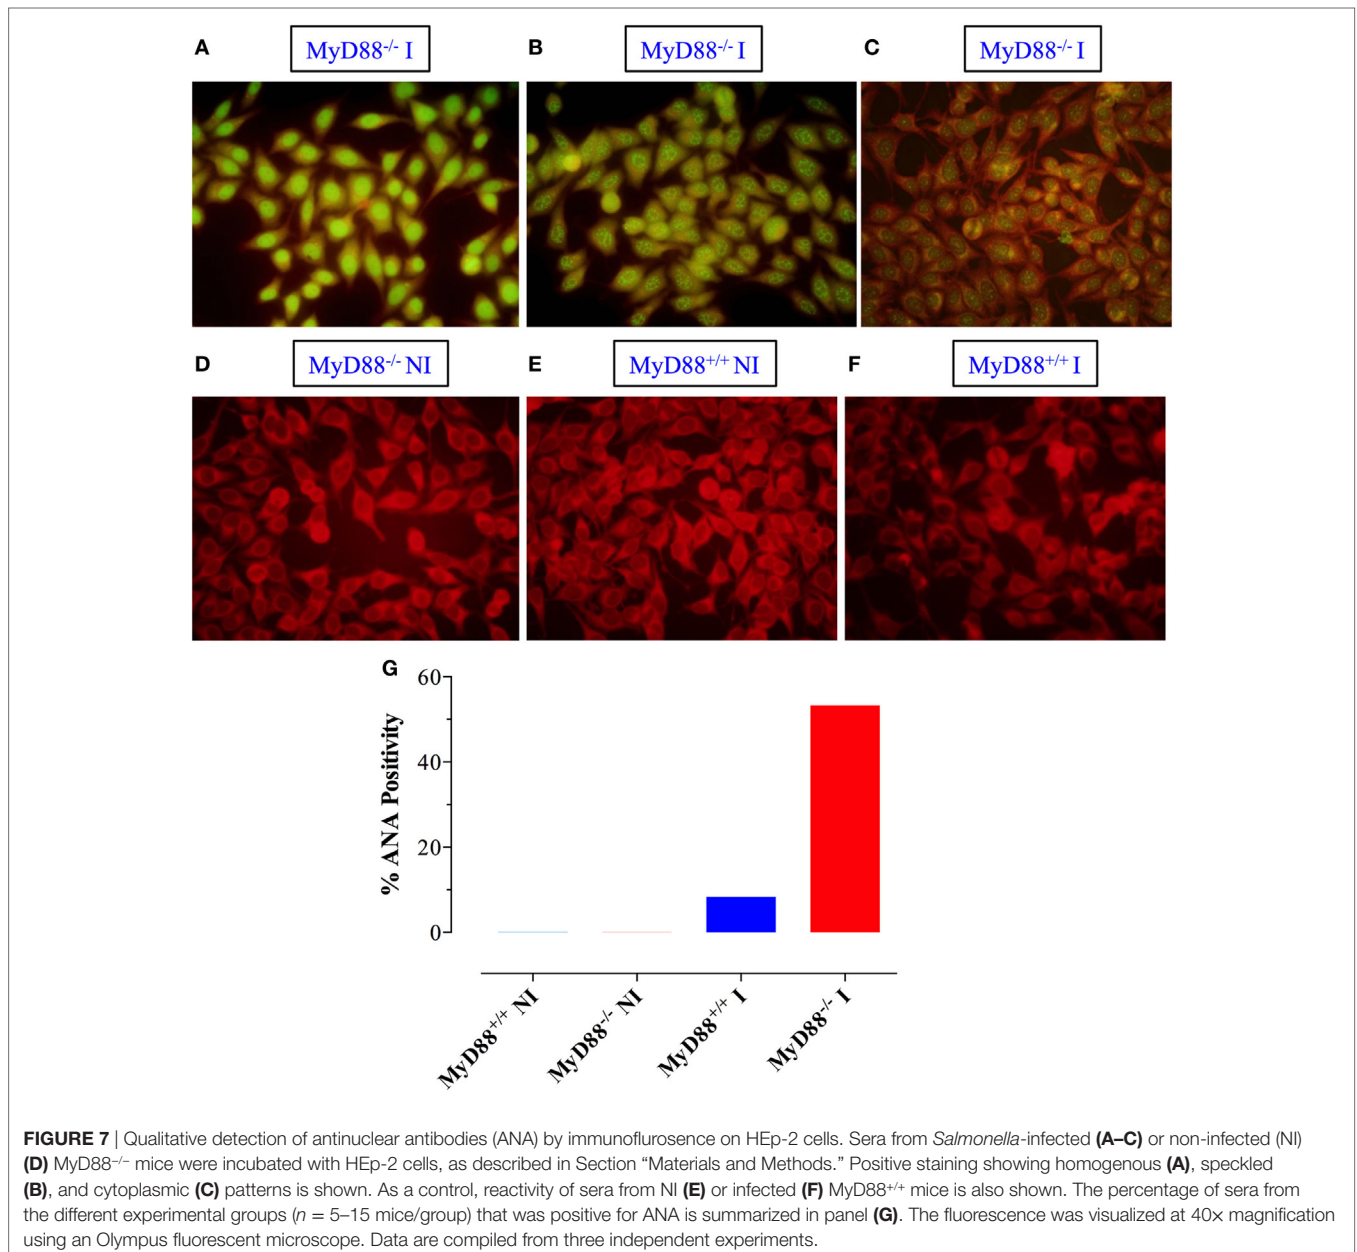 A MyD88⁻/⁻ I B MyD88⁻/⁻ I C MyD88⁻/⁻ I
D MyD88⁻/⁻ NI E MyD88⁺/⁺ NI F MyD88⁺/⁺ I
G
60
40
20
0
% ANA Positivity
MyD88⁺/⁺ NI
MyD88⁻/⁻ NI
MyD88⁺/⁺ I
MyD88⁻/⁻ I
FIGURE 7 | Qualitative detection of antinuclear antibodies (ANA) by immunoflurosence on HEp-2 cells. Sera from Salmonella-infected (A–C) or non-infected (NI)
(D) MyD88⁻/⁻ mice were incubated with HEp-2 cells, as described in Section “Materials and Methods.” Positive staining showing homogenous (A), speckled
(B), and cytoplasmic (C) patterns is shown. As a control, reactivity of sera from NI (E) or infected (F) MyD88⁺/⁺ mice is also shown. The percentage of sera from
the different experimental groups (n = 5–15 mice/group) that was positive for ANA is summarized in panel (G). The fluorescence was visualized at 40× magnification
using an Olympus fluorescent microscope. Data are compiled from three independent experiments.